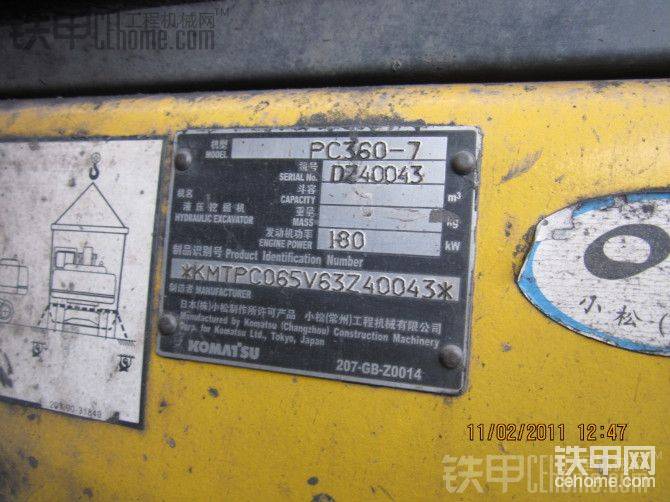 铁甲工程机械网
cehome.com
机型 MODEL PC360-7
编号 SERIAL No. DZ40043
斗容 CAPACITY m³
机名
液压挖掘机
HYDRAULIC EXCAVATOR
重量 MASS kg
发动机功率 ENGINE POWER 180 kW
制品识别号 Product Identification Number
*KMTPC065V63Z40043*
制造者 MANUFACTURER
日本(株)小松制作所许可产品 小松(常州)工程机械有限公司
Manufactured by Komatsu (Changzhou) Construction Machinery
Corp. for Komatsu Ltd., Tokyo, Japan
KOMATSU
207-GB-Z0014
小松(
11/02/2011 12:47
铁甲网
cehome.com